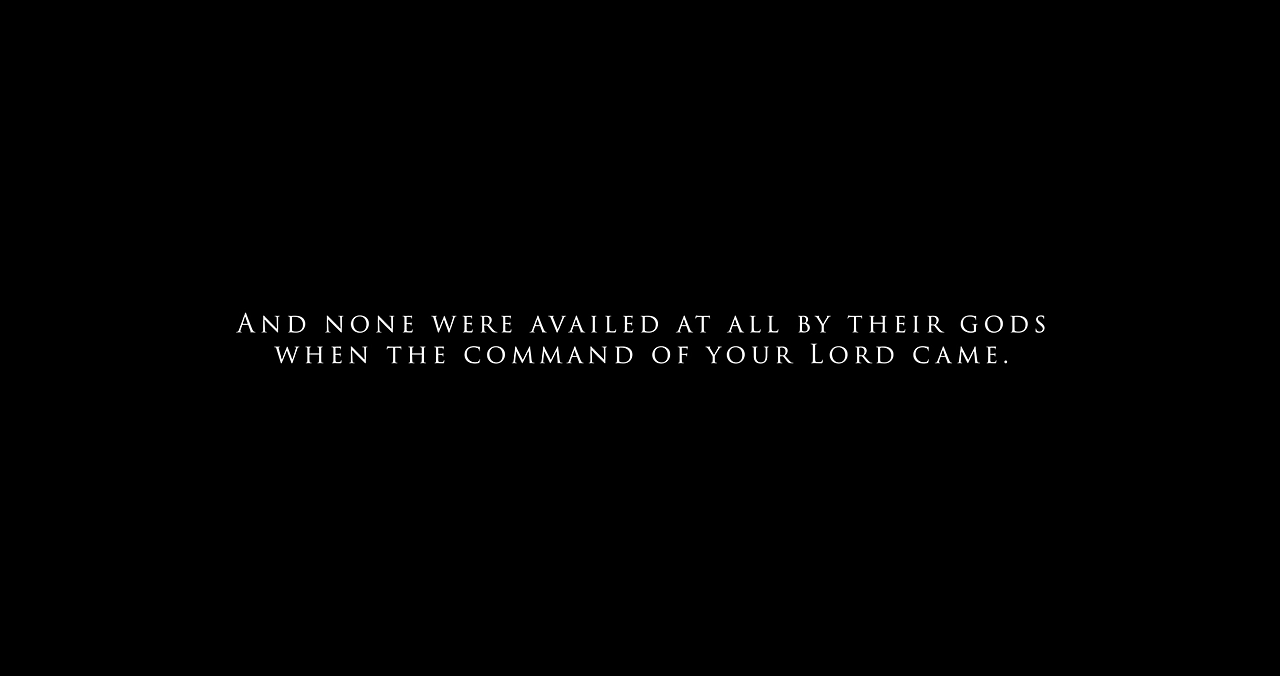 And none were availed at all by their gods
when the command of your Lord came.